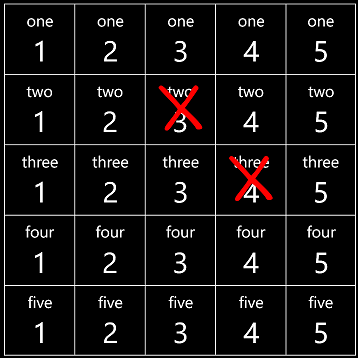 one one one one one
1 2 3 4 5
two two two two two
1 2 3 4 5
three three three three three
1 2 3 4 5
four four four four four
1 2 3 4 5
five five five five five
1 2 3 4 5